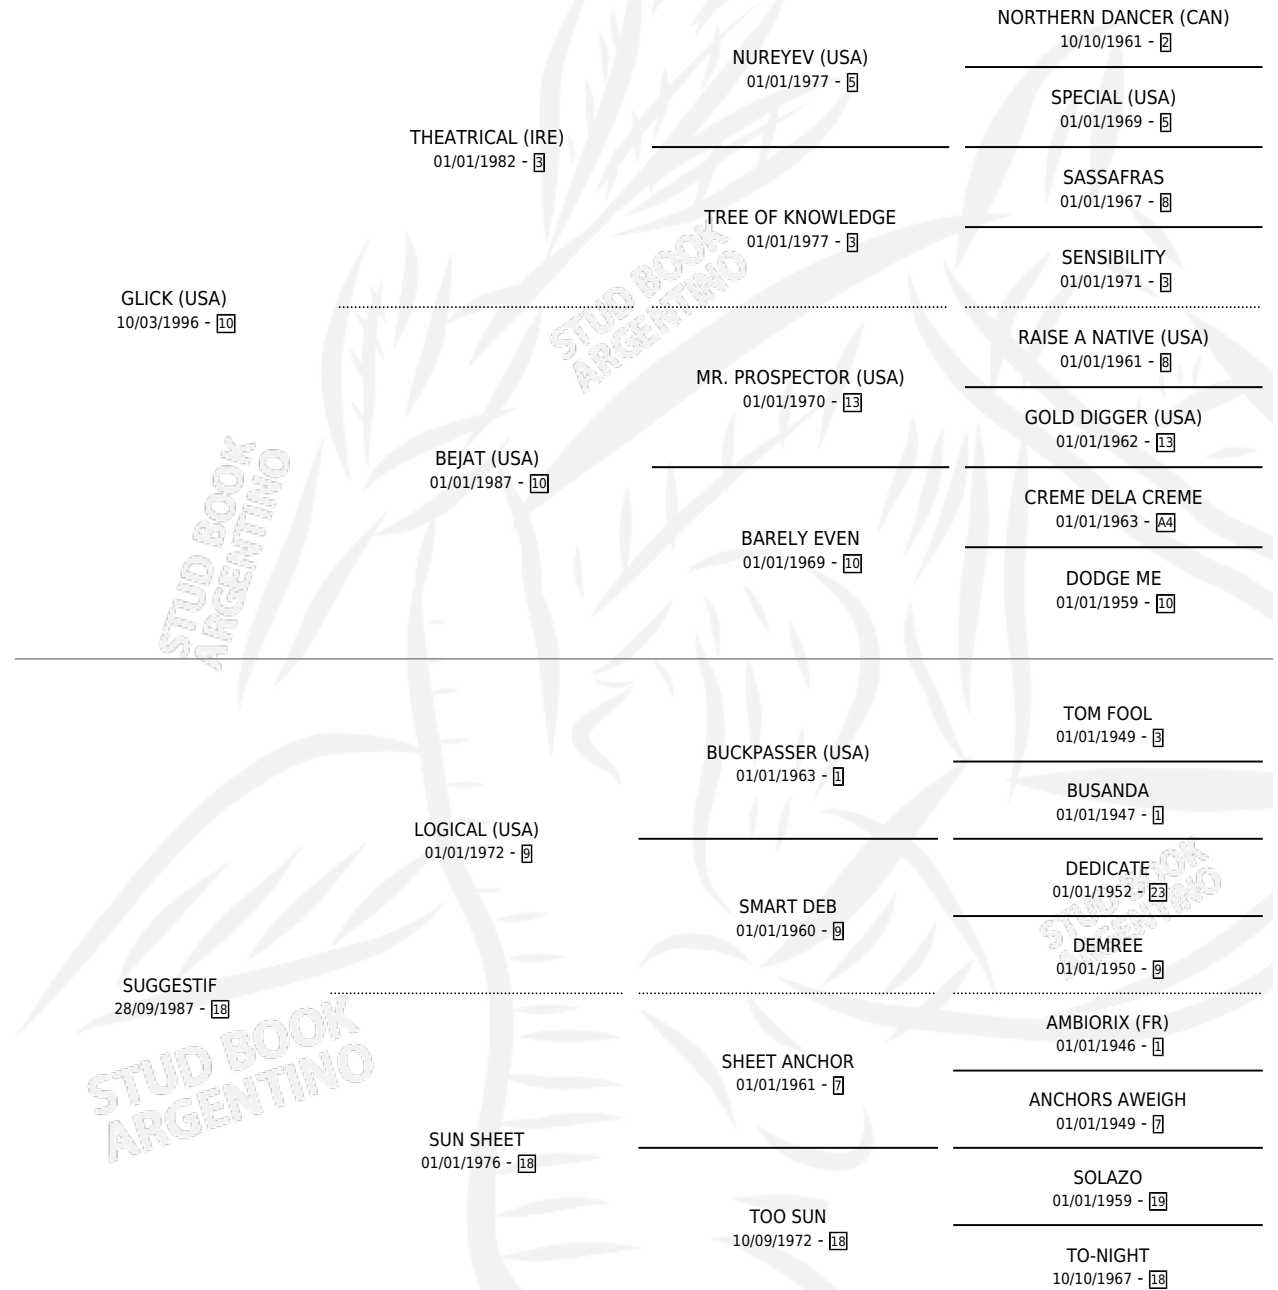 NORTHERN DANCER (CAN)
10/10/1961 - 2
NUREYEV (USA)
01/01/1977 - 5
SPECIAL (USA)
01/01/1969 - 5
THEATRICAL (IRE)
01/01/1982 - 3
SASSAFRAS
01/01/1967 - 8
TREE OF KNOWLEDGE
01/01/1977 - 3
SENSIBILITY
01/01/1971 - 3
STUD BOOK
ARGENTINO
GLICK (USA)
10/03/1996 - 10
RAISE A NATIVE (USA)
01/01/1961 - 8
MR. PROSPECTOR (USA)
01/01/1970 - 13
GOLD DIGGER (USA)
01/01/1962 - 13
BEJAT (USA)
01/01/1987 - 10
CREME DELA CREME
01/01/1963 - A4
BARELY EVEN
01/01/1969 - 10
DODGE ME
01/01/1959 - 10
STUD BOOK
ARGENTINO
TOM FOOL
01/01/1949 - 3
BUCKPASSER (USA)
01/01/1963 - 1
BUSANDA
01/01/1947 - 1
LOGICAL (USA)
01/01/1972 - 9
DEDICATE
01/01/1952 - 23
SMART DEB
01/01/1960 - 9
STUD BOOK
ARGENTINO
DEMREE
01/01/1950 - 9
SUGGESTIF
28/09/1987 - 18
AMBIORIX (FR)
01/01/1946 - 1
SHEET ANCHOR
01/01/1961 - 7
ANCHORS AWEIGH
01/01/1949 - 7
STUD BOOK
ARGENTINO
SUN SHEET
01/01/1976 - 18
SOLAZO
01/01/1959 - 19
TOO SUN
10/09/1972 - 18
TO-NIGHT
10/10/1967 - 18